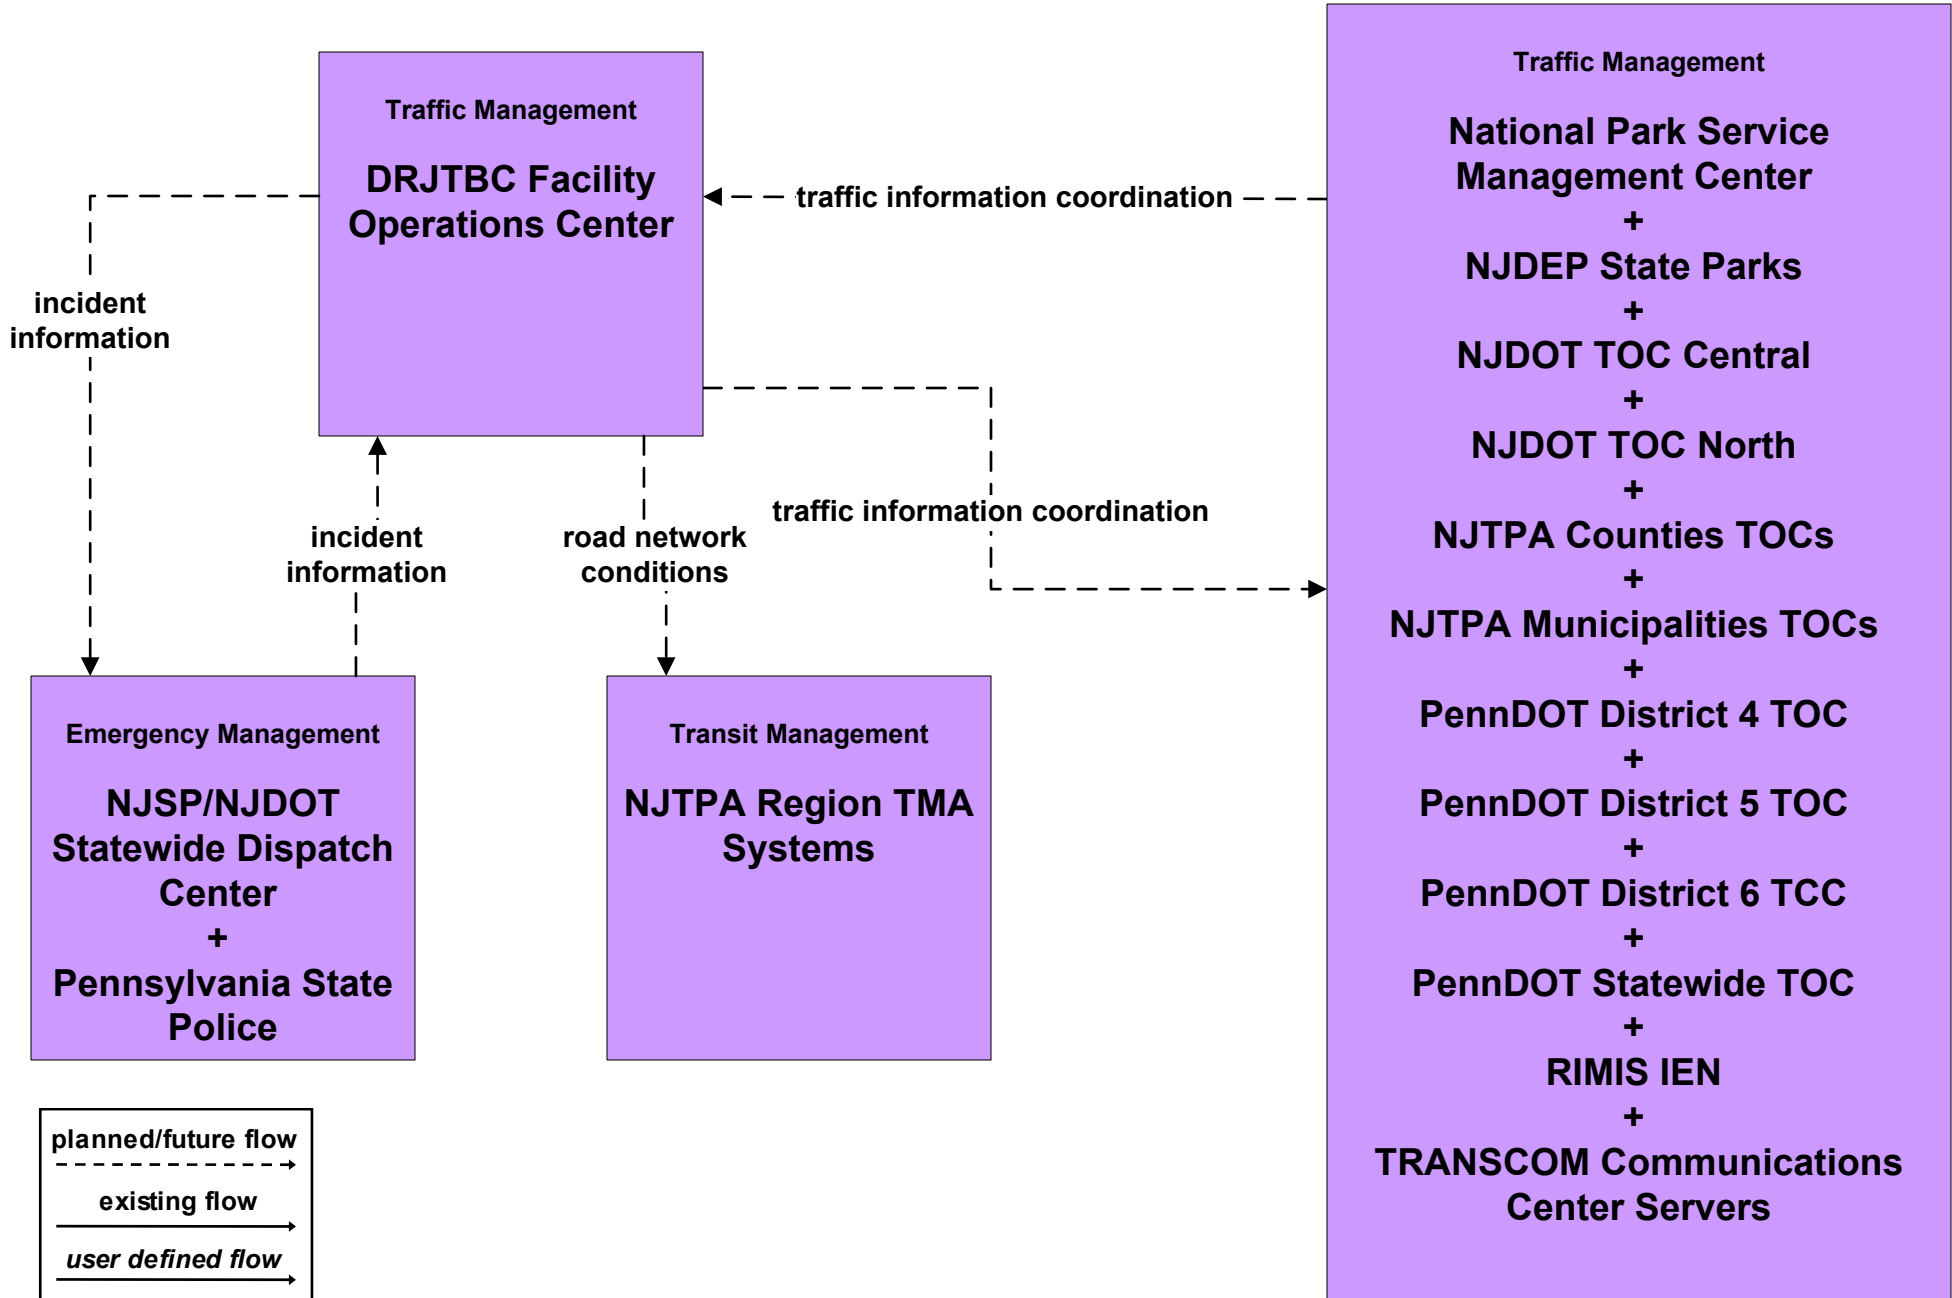 Traffic Management
DRJTBC Facility
Operations Center
traffic information coordination
incident
information
incident
information
road network
conditions
traffic information coordination
Emergency Management
NJSP/NJDOT
Statewide Dispatch
Center
+
Pennsylvania State
Police
Transit Management
NJTPA Region TMA
Systems
Traffic Management
National Park Service
Management Center
+
NJDEP State Parks
+
NJDOT TOC Central
+
NJDOT TOC North
+
NJTPA Counties TOCs
+
NJTPA Municipalities TOCs
+
PennDOT District 4 TOC
+
PennDOT District 5 TOC
+
PennDOT District 6 TCC
+
PennDOT Statewide TOC
+
RIMIS IEN
+
TRANSCOM Communications
Center Servers
planned/future flow
existing flow
user defined flow